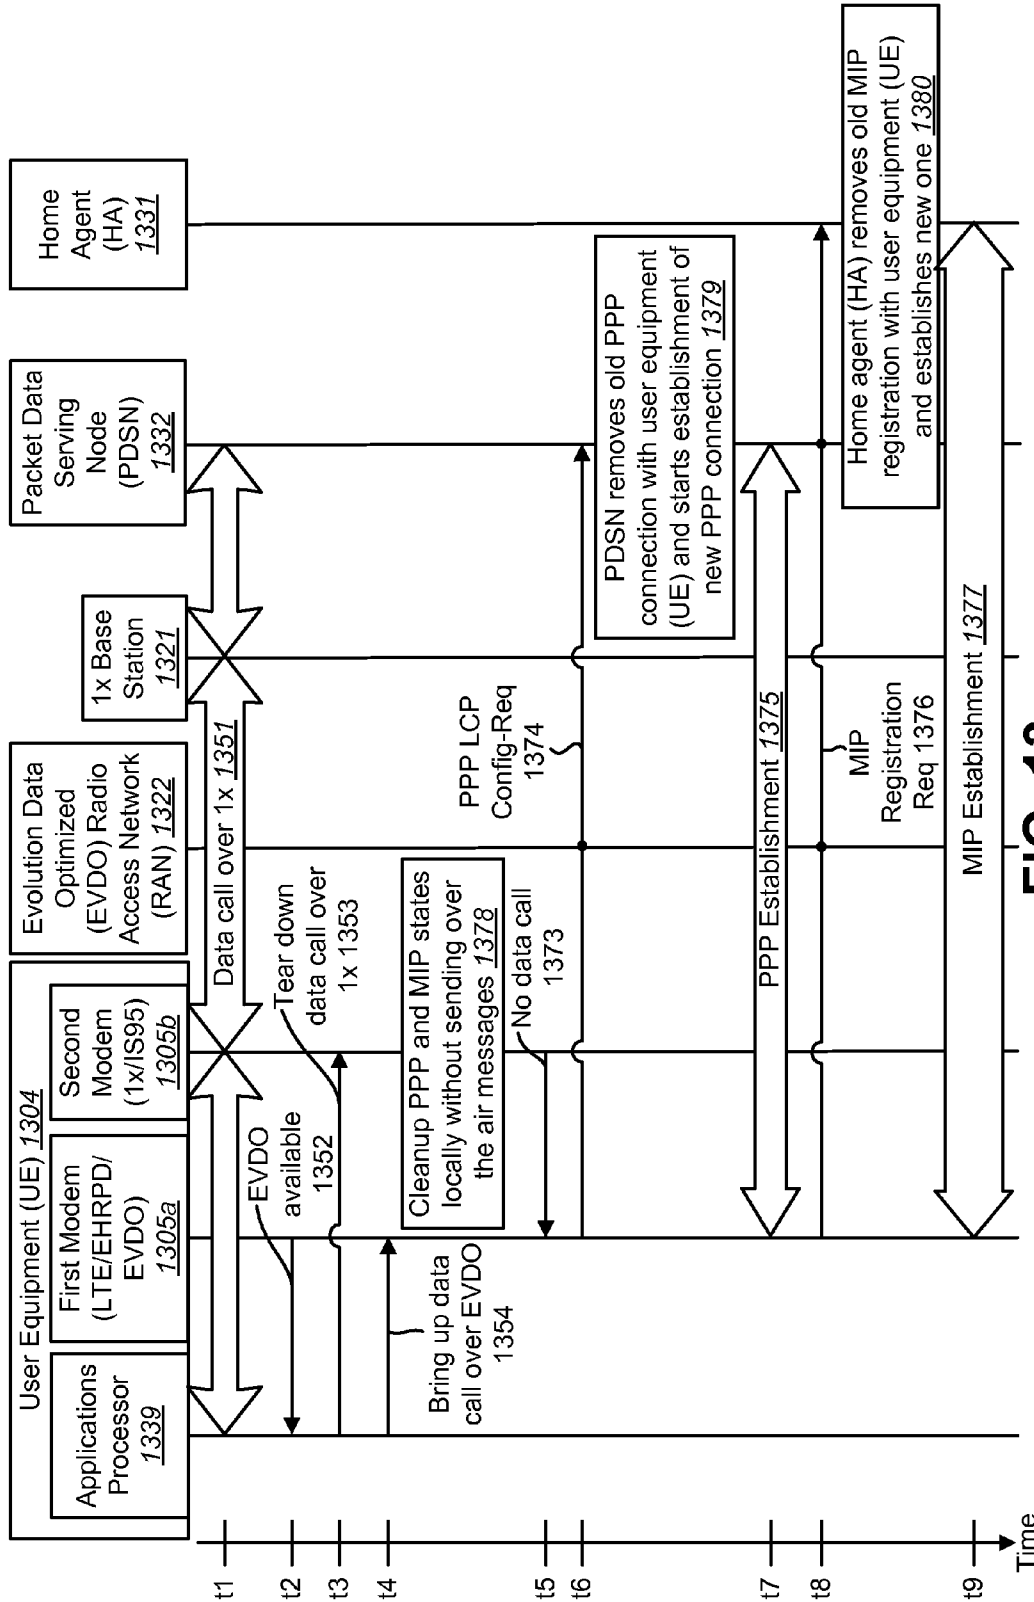 User Equipment (UE) 1304
Applications
Processor
1339
First Modem
(LTE/EHRPD/
EVDO)
1305a
Second
Modem
(1x/IS95)
1305b
Evolution Data
Optimized
(EVDO) Radio
Access Network
(RAN) 1322
1x Base
Station
1321
Packet Data
Serving
Node
(PDSN)
1332
Home
Agent
(HA)
1331
t1
Data call over 1x 1351
t2
EVDO
available
1352
t3
Tear down
data call over
1x 1353
t4
Bring up data
call over EVDO
1354
Cleanup PPP and MIP states
locally without sending over
the air messages 1378
t5
No data call
1373
t6
PPP LCP
Config-Req
1374
PDSN removes old PPP
connection with user equipment
(UE) and starts establishment of
new PPP connection 1379
t7
PPP Establishment 1375
t8
MIP
Registration
Req 1376
Home agent (HA) removes old MIP
registration with user equipment (UE)
and establishes new one 1380
t9
MIP Establishment 1377
Time